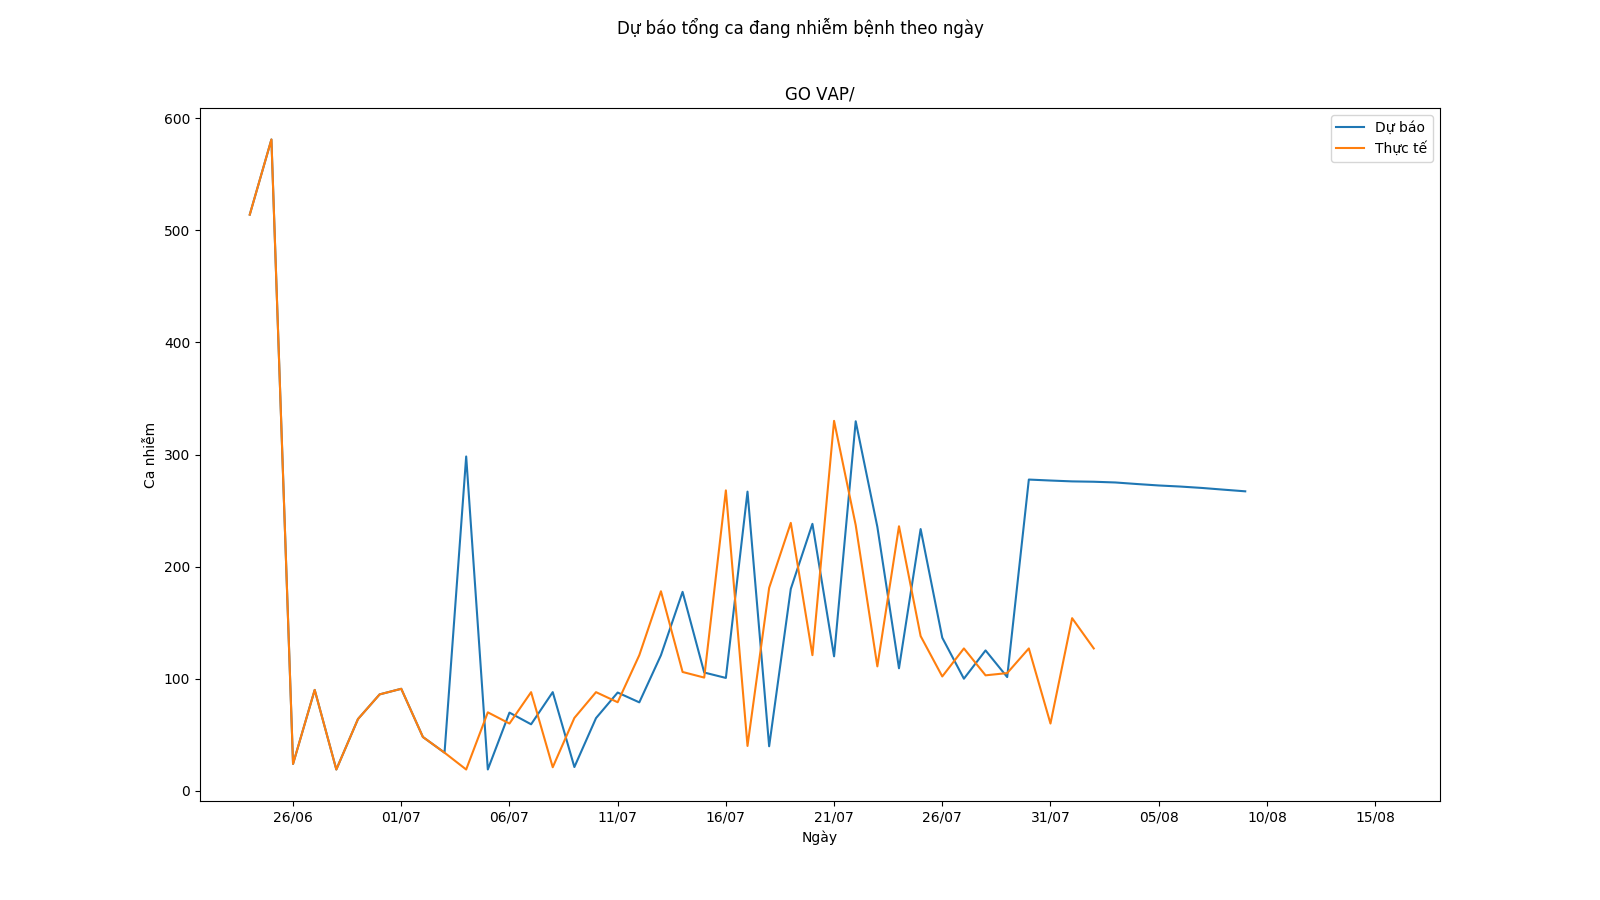 Dự báo tổng ca đang nhiễm bệnh theo ngày
GO VAP/
Dự báo
Thực tế
600
500
400
300
200
100
0
Ca nhiễm
26/06 01/07 06/07 11/07 16/07 21/07 26/07 31/07 05/08 10/08 15/08
Ngày